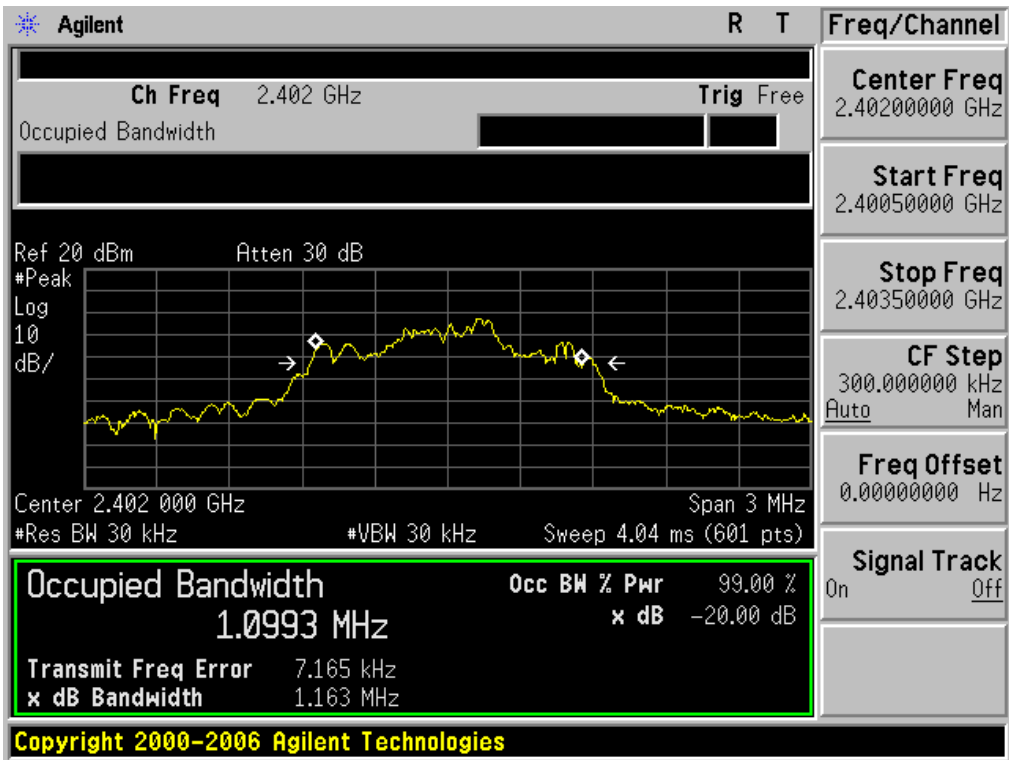 Agilent R T
Freq/Channel
Ch Freq 2.402 GHz Trig Free
Occupied Bandwidth
Center Freq
2.40200000 GHz
Start Freq
2.40050000 GHz
Stop Freq
2.40350000 GHz
CF Step
300.000000 kHz
Auto Man
Freq Offset
0.00000000 Hz
Signal Track
On Off
Ref 20 dBm Atten 30 dB
#Peak
Log
10
dB/
Center 2.402 000 GHz Span 3 MHz
#Res BW 30 kHz #VBW 30 kHz Sweep 4.04 ms (601 pts)
Occupied Bandwidth
1.0993 MHz
Occ BW % Pwr 99.00 %
x dB -20.00 dB
Transmit Freq Error 7.165 kHz
x dB Bandwidth 1.163 MHz
Copyright 2000-2006 Agilent Technologies